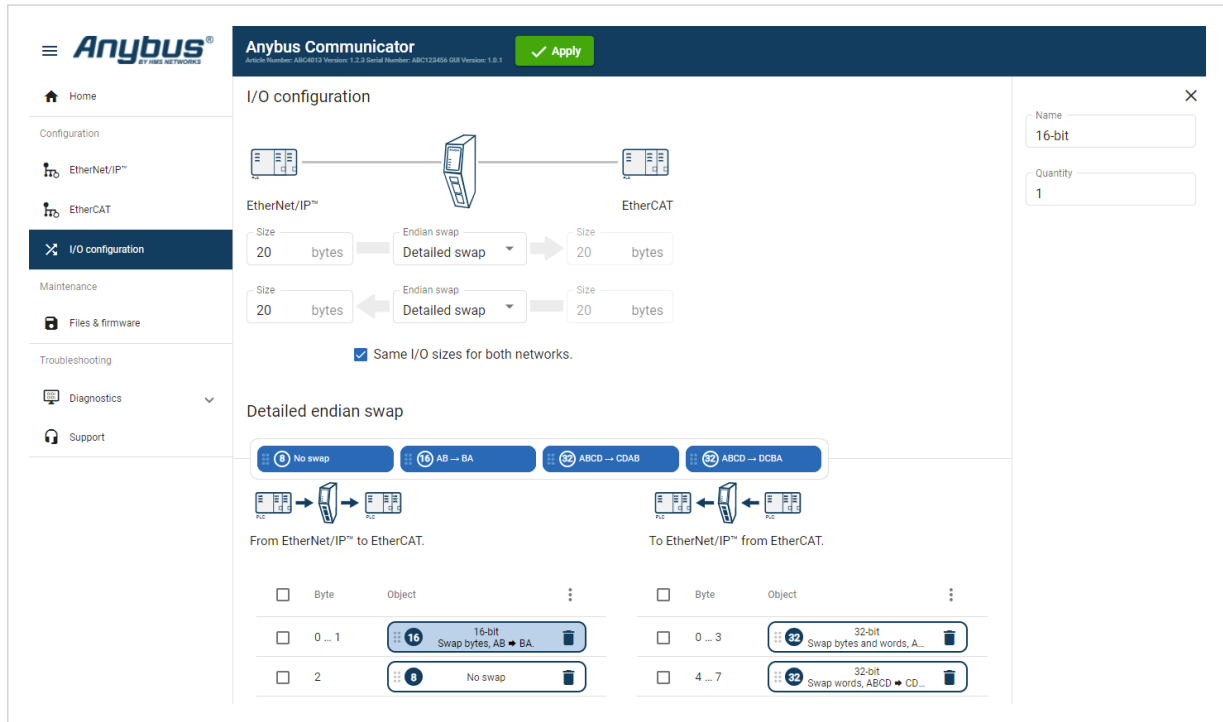 Anybus®
BY HMS NETWORKS
Anybus Communicator
Article Number: ABC4013 Version: 1.2.3 Serial Number: ABC123456 GUI Version: 1.0.1
Apply
Home
Configuration
EtherNet/IP™
EtherCAT
I/O configuration
Maintenance
Files & firmware
Troubleshooting
Diagnostics
Support
I/O configuration
PLC
PLC
EtherNet/IP™
EtherCAT
Size
20 bytes
Endian swap
Detailed swap
Size
20 bytes
Size
20 bytes
Endian swap
Detailed swap
Size
20 bytes
Same I/O sizes for both networks.
Detailed endian swap
8 No swap
16 AB → BA
32 ABCD → CDAB
32 ABCD → DCBA
PLC
PLC
From EtherNet/IP™ to EtherCAT.
Byte Object
0 ... 1
16
16-bit
Swap bytes, AB ➡ BA.
2
8
No swap
PLC
PLC
To EtherNet/IP™ from EtherCAT.
Byte Object
0 ... 3
32
32-bit
Swap bytes and words, A...
4 ... 7
32
32-bit
Swap words, ABCD ➡ CD...
Name
16-bit
Quantity
1